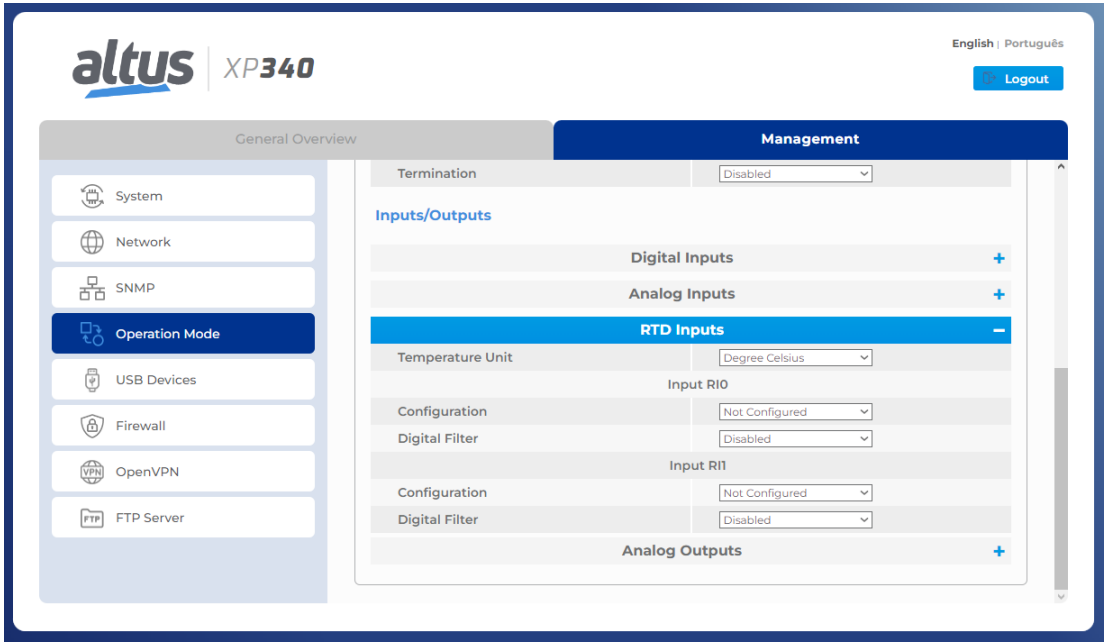 altus XP340
English | Português
Logout
General Overview
Management
System
Network
SNMP
Operation Mode
USB Devices
Firewall
VPN OpenVPN
FTP FTP Server
Termination Disabled
Inputs/Outputs
Digital Inputs +
Analog Inputs +
RTD Inputs −
Temperature Unit Degree Celsius
Input RI0
Configuration Not Configured
Digital Filter Disabled
Input RI1
Configuration Not Configured
Digital Filter Disabled
Analog Outputs +